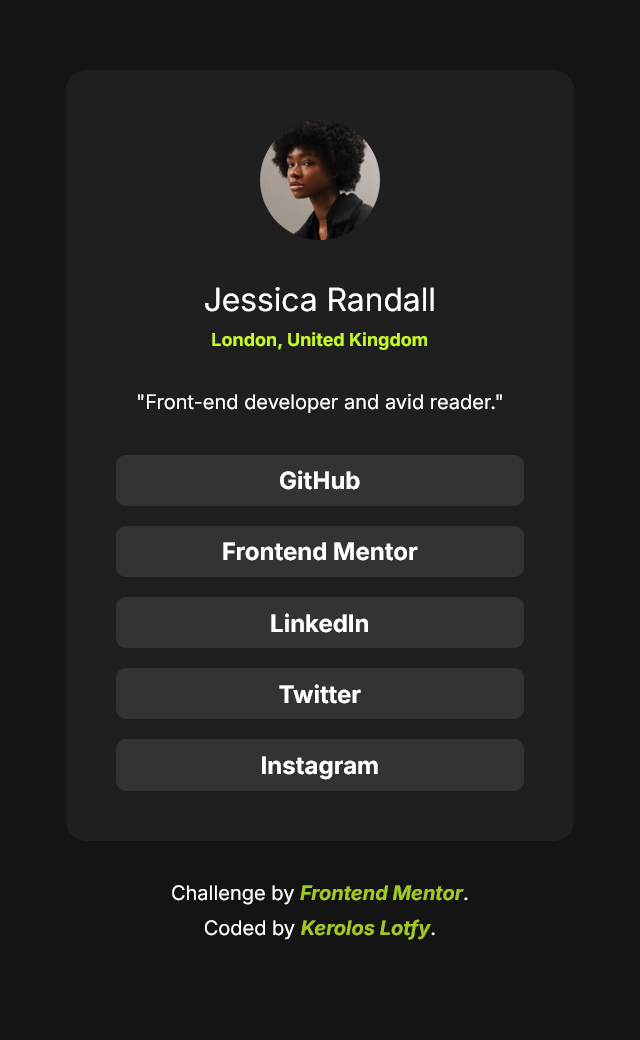 Jessica Randall
London, United Kingdom
"Front-end developer and avid reader."
GitHub
Frontend Mentor
LinkedIn
Twitter
Instagram
Challenge by Frontend Mentor.
Coded by Kerolos Lotfy.